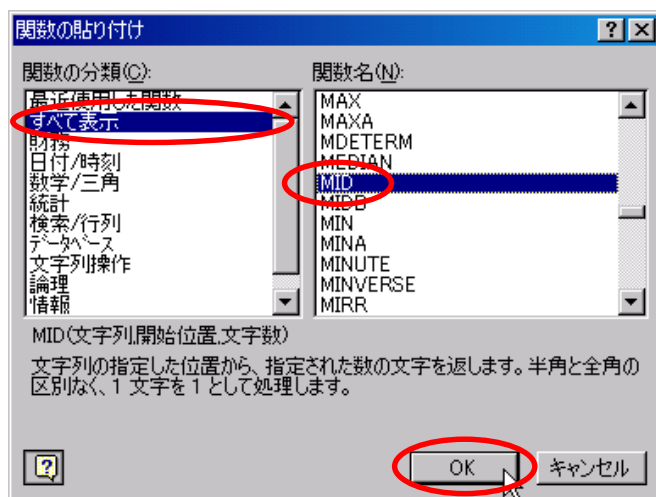 関数の貼り付け
関数の分類(C):
関数名(N):
最近使用した関数
すべて表示
財務
日付/時刻
数学/三角
統計
検索/行列
データベース
文字列操作
論理
情報
MAX
MAXA
MDETERM
MEDIAN
MID
MIDB
MIN
MINA
MINUTE
MINVERSE
MIRR
MID(文字列,開始位置,文字数)
文字列の指定した位置から、指定された数の文字を返します。半角と全角の
区別なく、1 文字を 1 として処理します。
OK
キャンセル